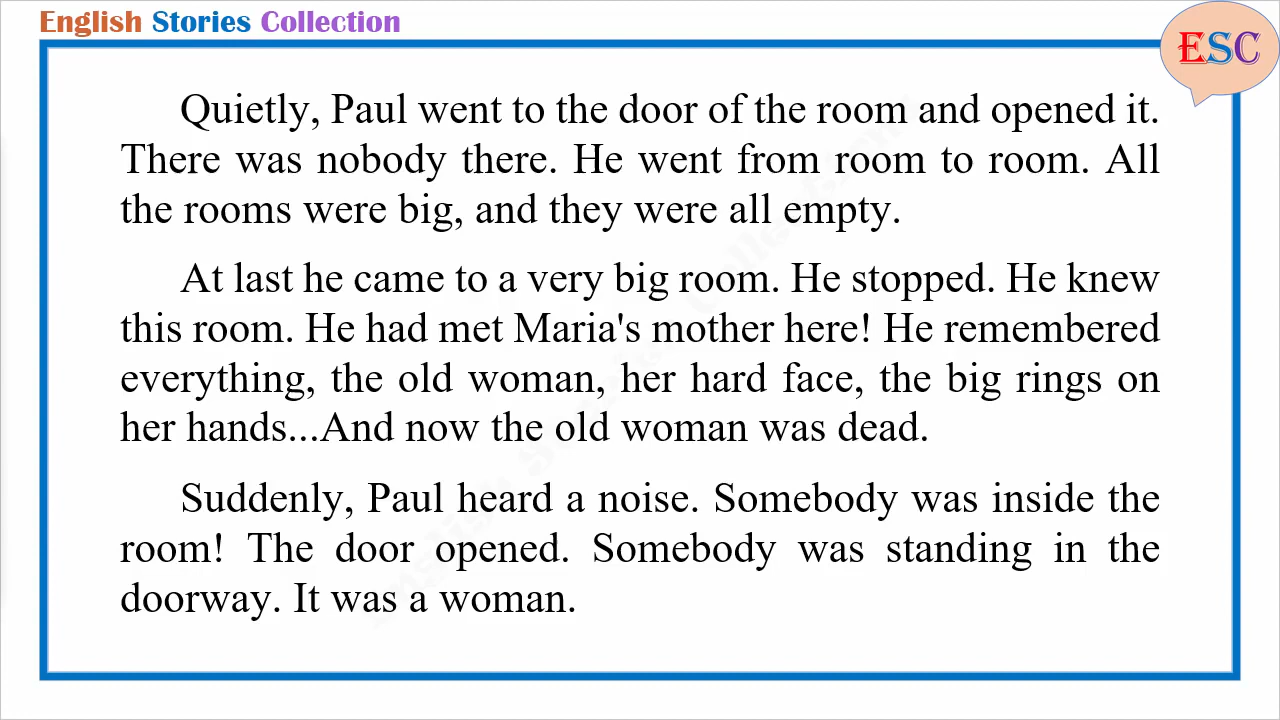 English Stories Collection
ESC
Quietly, Paul went to the door of the room and opened it.
There was nobody there. He went from room to room. All
the rooms were big, and they were all empty.
At last he came to a very big room. He stopped. He knew
this room. He had met Maria's mother here! He remembered
everything, the old woman, her hard face, the big rings on
her hands...And now the old woman was dead.
Suddenly, Paul heard a noise. Somebody was inside the
room! The door opened. Somebody was standing in the
doorway. It was a woman.